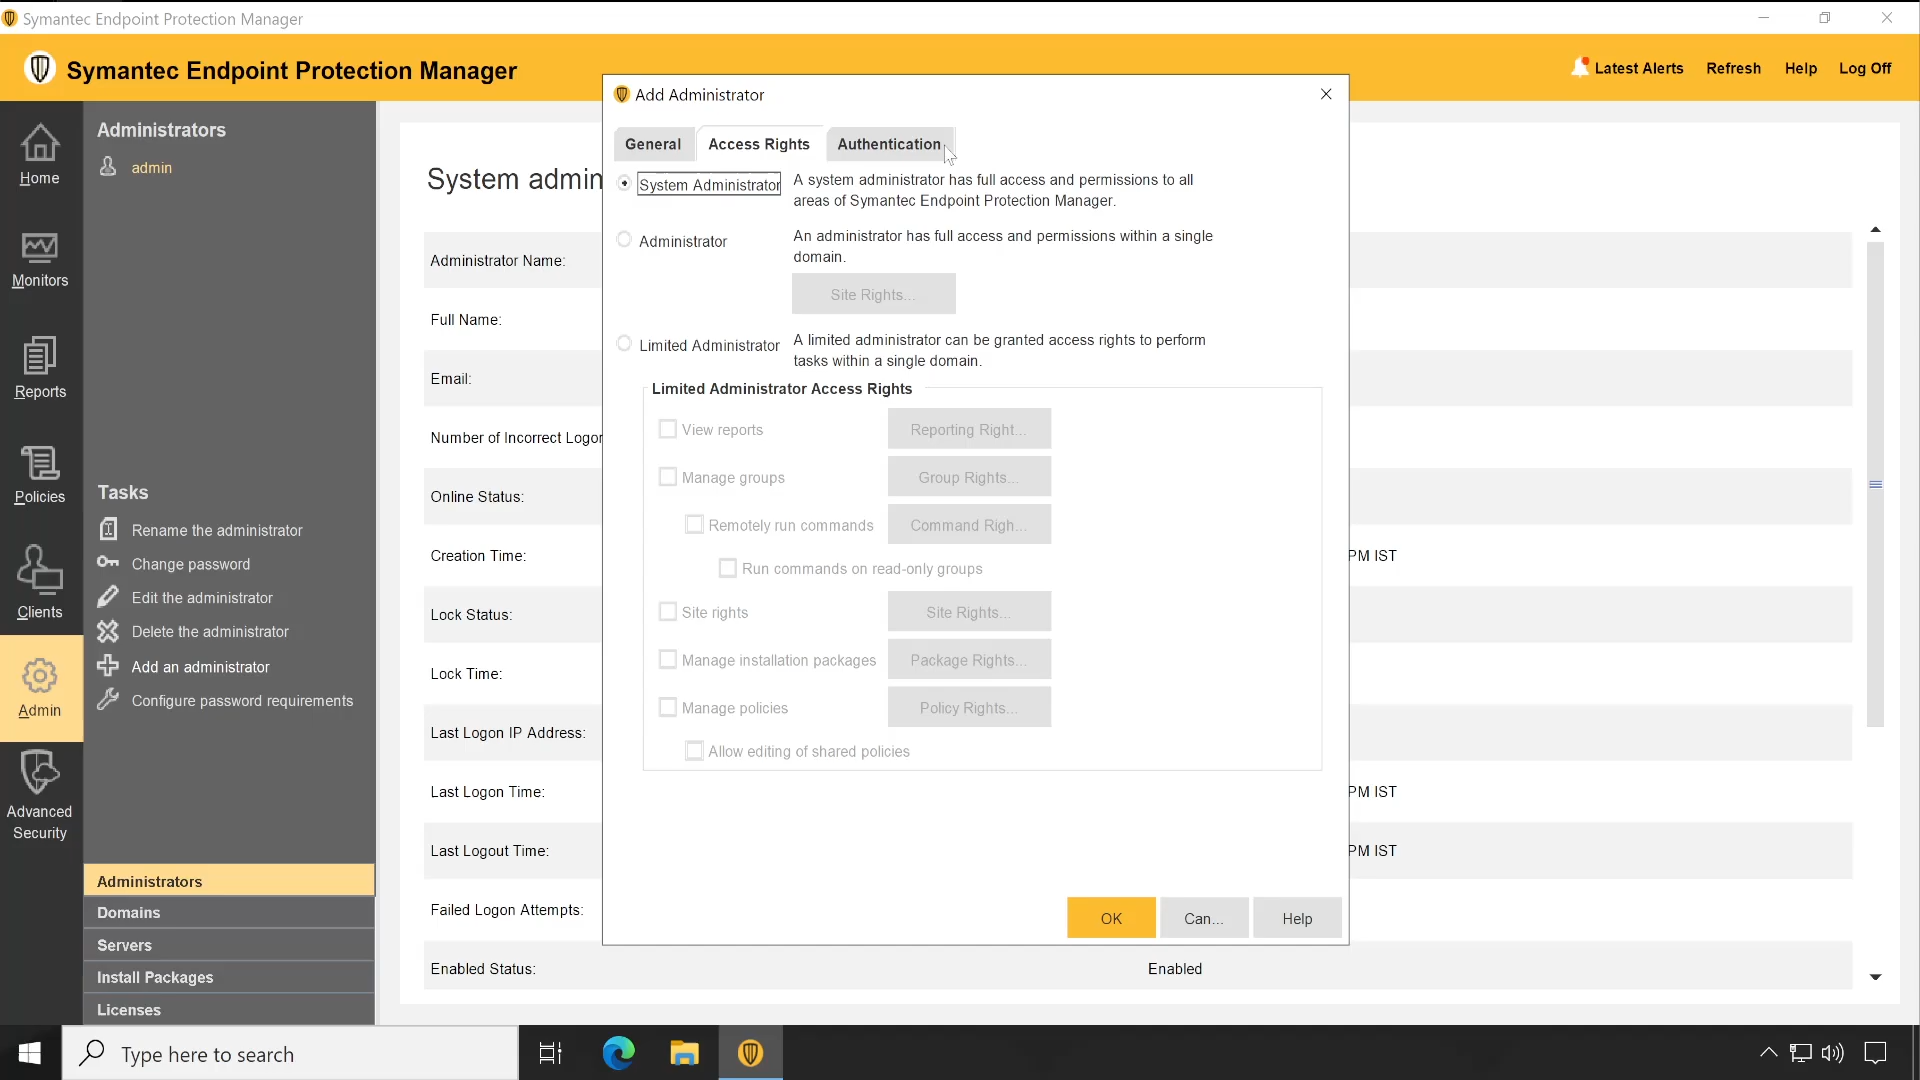 Symantec Endpoint Protection Manager
Symantec Endpoint Protection Manager
Latest Alerts
Refresh
Help
Log Off
Home
Monitors
Reports
Policies
Clients
Admin
Advanced
Security
Administrators
admin
Tasks
Rename the administrator
Change password
Edit the administrator
Delete the administrator
Add an administrator
Configure password requirements
Administrators
Domains
Servers
Install Packages
Licenses
System admin
Administrator Name:
Full Name:
Email:
Number of Incorrect Logon
Online Status:
Creation Time:
PM IST
Lock Status:
Lock Time:
Last Logon IP Address:
Last Logon Time:
PM IST
Last Logout Time:
PM IST
Failed Logon Attempts:
Enabled Status:
Enabled
Add Administrator
General
Access Rights
Authentication
System Administrator
A system administrator has full access and permissions to all
areas of Symantec Endpoint Protection Manager.
Administrator
An administrator has full access and permissions within a single
domain.
Site Rights...
Limited Administrator
A limited administrator can be granted access rights to perform
tasks within a single domain.
Limited Administrator Access Rights
View reports
Reporting Right...
Manage groups
Group Rights...
Remotely run commands
Command Righ...
Run commands on read-only groups
Site rights
Site Rights...
Manage installation packages
Package Rights...
Manage policies
Policy Rights...
Allow editing of shared policies
OK
Can...
Help
Type here to search